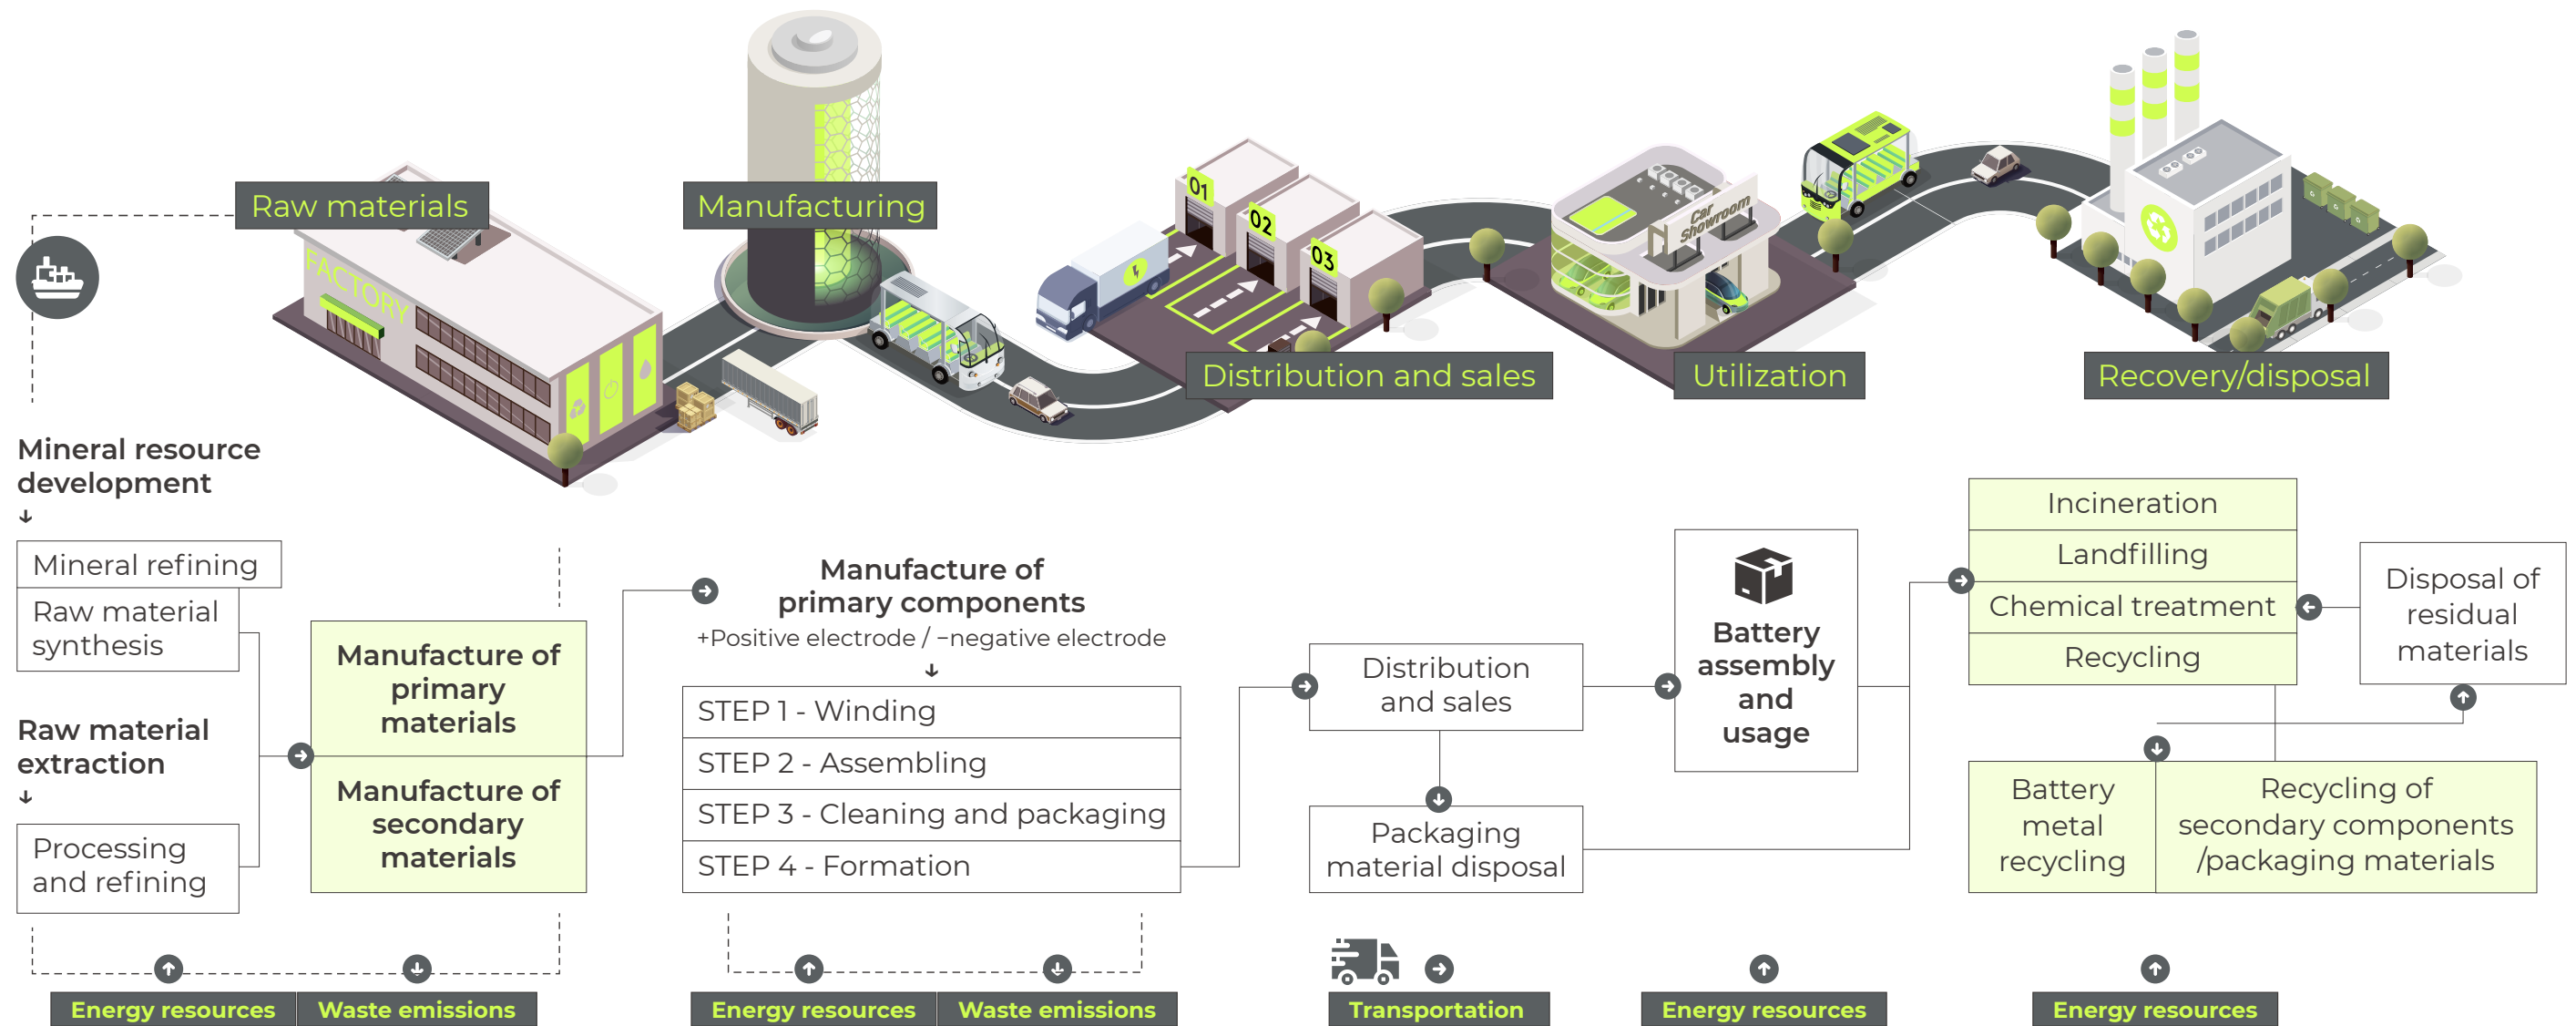 Raw materials
Manufacturing
FACTORY
01
02
03
Car
Showroom
Distribution and sales
Utilization
Recovery/disposal
Mineral resource
development
↓
Mineral refining
Raw material
synthesis
Raw material
extraction
↓
Processing
and refining
Manufacture of
primary
materials
Manufacture of
secondary
materials
Manufacture of
primary components
+Positive electrode / −negative electrode
↓
STEP 1 - Winding
STEP 2 - Assembling
STEP 3 - Cleaning and packaging
STEP 4 - Formation
Distribution
and sales
Packaging
material disposal
Battery
assembly
and
usage
Incineration
Landfilling
Chemical treatment
Recycling
Disposal of
residual
materials
Battery
metal
recycling
Recycling of
secondary components
/packaging materials
Energy resources
Waste emissions
Energy resources
Waste emissions
Transportation
Energy resources
Energy resources